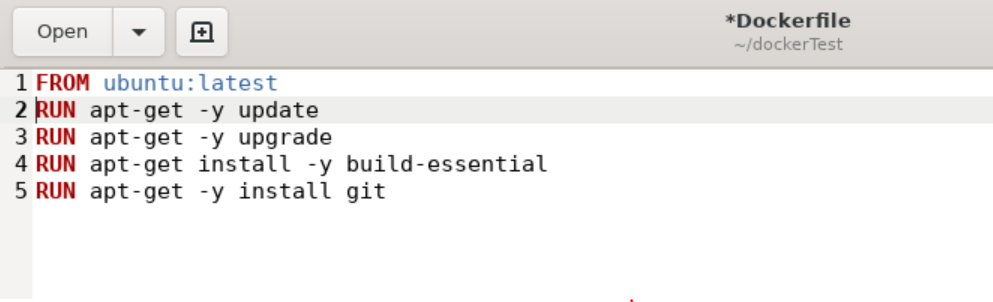 Open
*Dockerfile
~/dockerTest
1 FROM ubuntu:latest
2 RUN apt-get -y update
3 RUN apt-get -y upgrade
4 RUN apt-get install -y build-essential
5 RUN apt-get -y install git